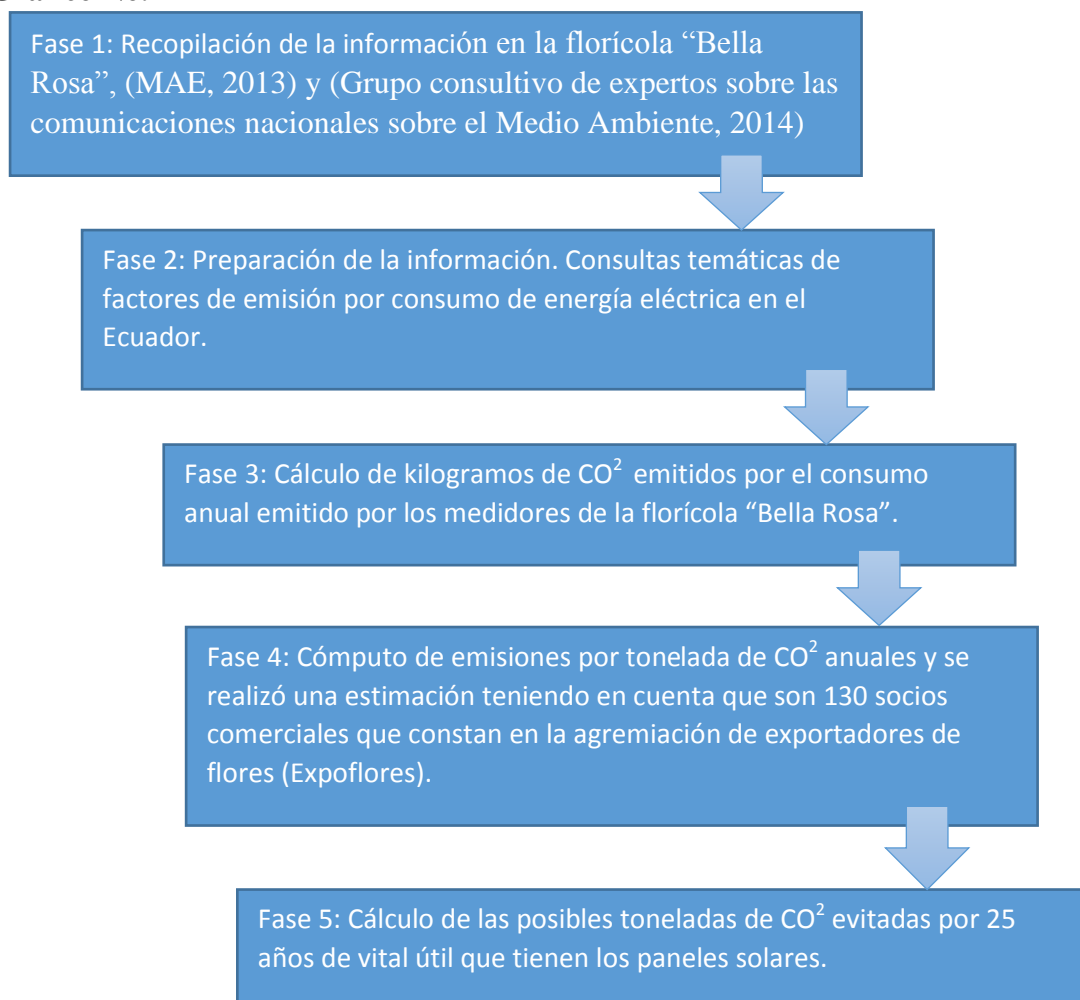 Fase 1: Recopilación de la información en la florícola “Bella
Rosa”, (MAE, 2013) y (Grupo consultivo de expertos sobre las
comunicaciones nacionales sobre el Medio Ambiente, 2014)
Fase 2: Preparación de la información. Consultas temáticas de
factores de emisión por consumo de energía eléctrica en el
Ecuador.
Fase 3: Cálculo de kilogramos de CO² emitidos por el consumo
anual emitido por los medidores de la florícola “Bella Rosa”.
Fase 4: Cómputo de emisiones por tonelada de CO² anuales y se
realizó una estimación teniendo en cuenta que son 130 socios
comerciales que constan en la agremiación de exportadores de
flores (Expoflores).
Fase 5: Cálculo de las posibles toneladas de CO² evitadas por 25
años de vital útil que tienen los paneles solares.